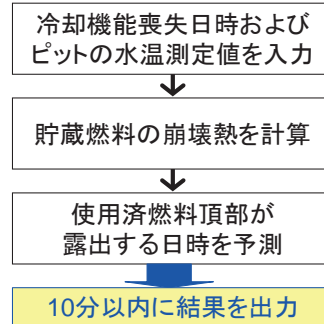 冷却機能喪失日時および
ピットの水温測定値を入力
貯蔵燃料の崩壊熱を計算
使用済燃料頂部が
露出する日時を予測
10分以内に結果を出力